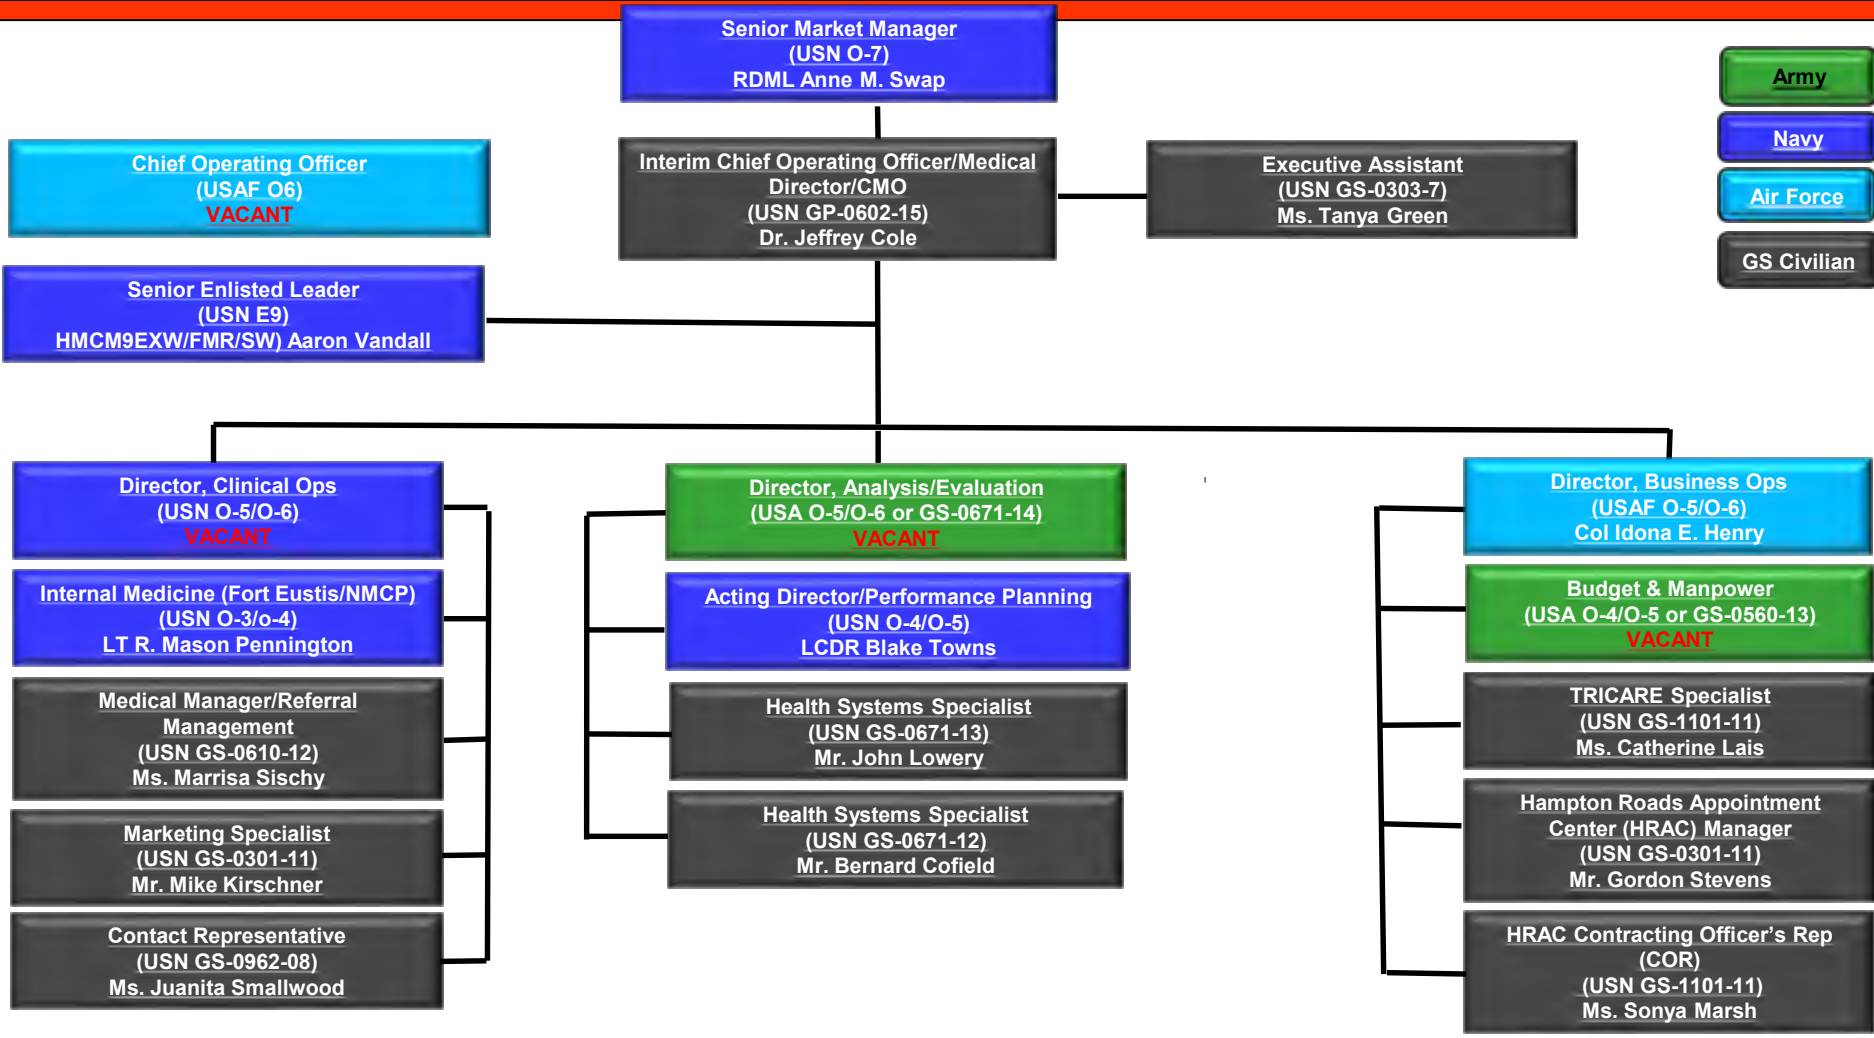 Senior Market Manager
(USN O-7)
RDML Anne M. Swap
Army
Navy
Air Force
GS Civilian
Chief Operating Officer
(USAF O6)
VACANT
Interim Chief Operating Officer/Medical
Director/CMO
(USN GP-0602-15)
Dr. Jeffrey Cole
Executive Assistant
(USN GS-0303-7)
Ms. Tanya Green
Senior Enlisted Leader
(USN E9)
HMCM9EXW/FMR/SW) Aaron Vandall
Director, Clinical Ops
(USN O-5/O-6)
VACANT
Internal Medicine (Fort Eustis/NMCP)
(USN O-3/o-4)
LT R. Mason Pennington
Medical Manager/Referral
Management
(USN GS-0610-12)
Ms. Marrisa Sischy
Marketing Specialist
(USN GS-0301-11)
Mr. Mike Kirschner
Contact Representative
(USN GS-0962-08)
Ms. Juanita Smallwood
Director, Analysis/Evaluation
(USA O-5/O-6 or GS-0671-14)
VACANT
Acting Director/Performance Planning
(USN O-4/O-5)
LCDR Blake Towns
Health Systems Specialist
(USN GS-0671-13)
Mr. John Lowery
Health Systems Specialist
(USN GS-0671-12)
Mr. Bernard Cofield
Director, Business Ops
(USAF O-5/O-6)
Col Idona E. Henry
Budget & Manpower
(USA O-4/O-5 or GS-0560-13)
VACANT
TRICARE Specialist
(USN GS-1101-11)
Ms. Catherine Lais
Hampton Roads Appointment
Center (HRAC) Manager
(USN GS-0301-11)
Mr. Gordon Stevens
HRAC Contracting Officer’s Rep
(COR)
(USN GS-1101-11)
Ms. Sonya Marsh